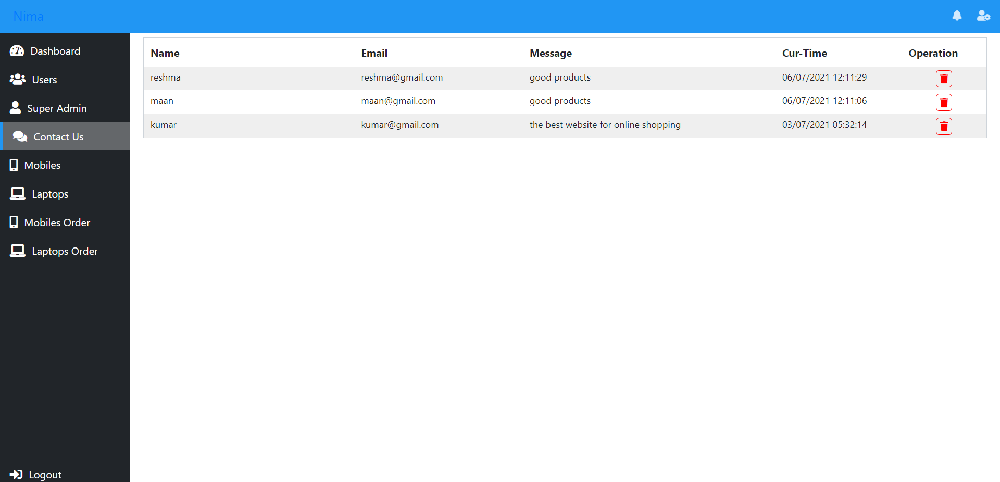 Nima
Dashboard
Users
Super Admin
Contact Us
Mobiles
Laptops
Mobiles Order
Laptops Order
Logout
Name Email Message Cur-Time Operation
reshma reshma@gmail.com good products 06/07/2021 12:11:29
maan maan@gmail.com good products 06/07/2021 12:11:06
kumar kumar@gmail.com the best website for online shopping 03/07/2021 05:32:14